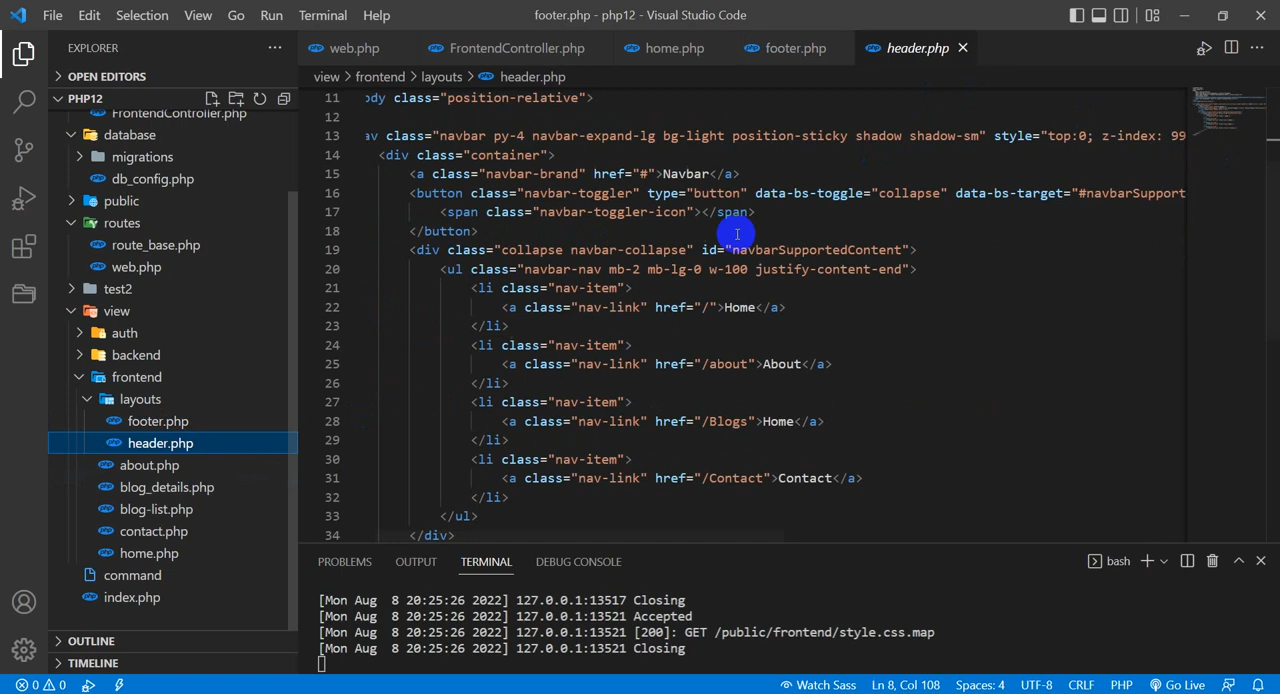 File Edit Selection View Go Run Terminal Help footer.php - php12 - Visual Studio Code
EXPLORER
OPEN EDITORS
PHP12
FrontendController.php
database
migrations
db_config.php
public
routes
route_base.php
web.php
test2
view
auth
backend
frontend
layouts
footer.php
header.php
about.php
blog_details.php
blog-list.php
contact.php
home.php
command
index.php
OUTLINE
TIMELINE
web.php FrontendController.php home.php footer.php header.php
view > frontend > layouts > header.php
11 ody class="position-relative">
12
13 av class="navbar py-4 navbar-expand-lg bg-light position-sticky shadow shadow-sm" style="top:0; z-index: 99
14 <div class="container">
15 <a class="navbar-brand" href="#">Navbar</a>
16 <button class="navbar-toggler" type="button" data-bs-toggle="collapse" data-bs-target="#navbarSupport
17 <span class="navbar-toggler-icon"></span>
18 </button>
19 <div class="collapse navbar-collapse" id="navbarSupportedContent">
20 <ul class="navbar-nav mb-2 mb-lg-0 w-100 justify-content-end">
21 <li class="nav-item">
22 <a class="nav-link" href="/">Home</a>
23 </li>
24 <li class="nav-item">
25 <a class="nav-link" href="/about">About</a>
26 </li>
27 <li class="nav-item">
28 <a class="nav-link" href="/Blogs">Home</a>
29 </li>
30 <li class="nav-item">
31 <a class="nav-link" href="/Contact">Contact</a>
32 </li>
33 </ul>
34 </div>
PROBLEMS OUTPUT TERMINAL DEBUG CONSOLE bash
[Mon Aug  8 20:25:26 2022] 127.0.0.1:13517 Closing
[Mon Aug  8 20:25:26 2022] 127.0.0.1:13521 Accepted
[Mon Aug  8 20:25:26 2022] 127.0.0.1:13521 [200]: GET /public/frontend/style.css.map
[Mon Aug  8 20:25:26 2022] 127.0.0.1:13521 Closing
0 0 Watch Sass Ln 8, Col 108 Spaces: 4 UTF-8 CRLF PHP Go Live